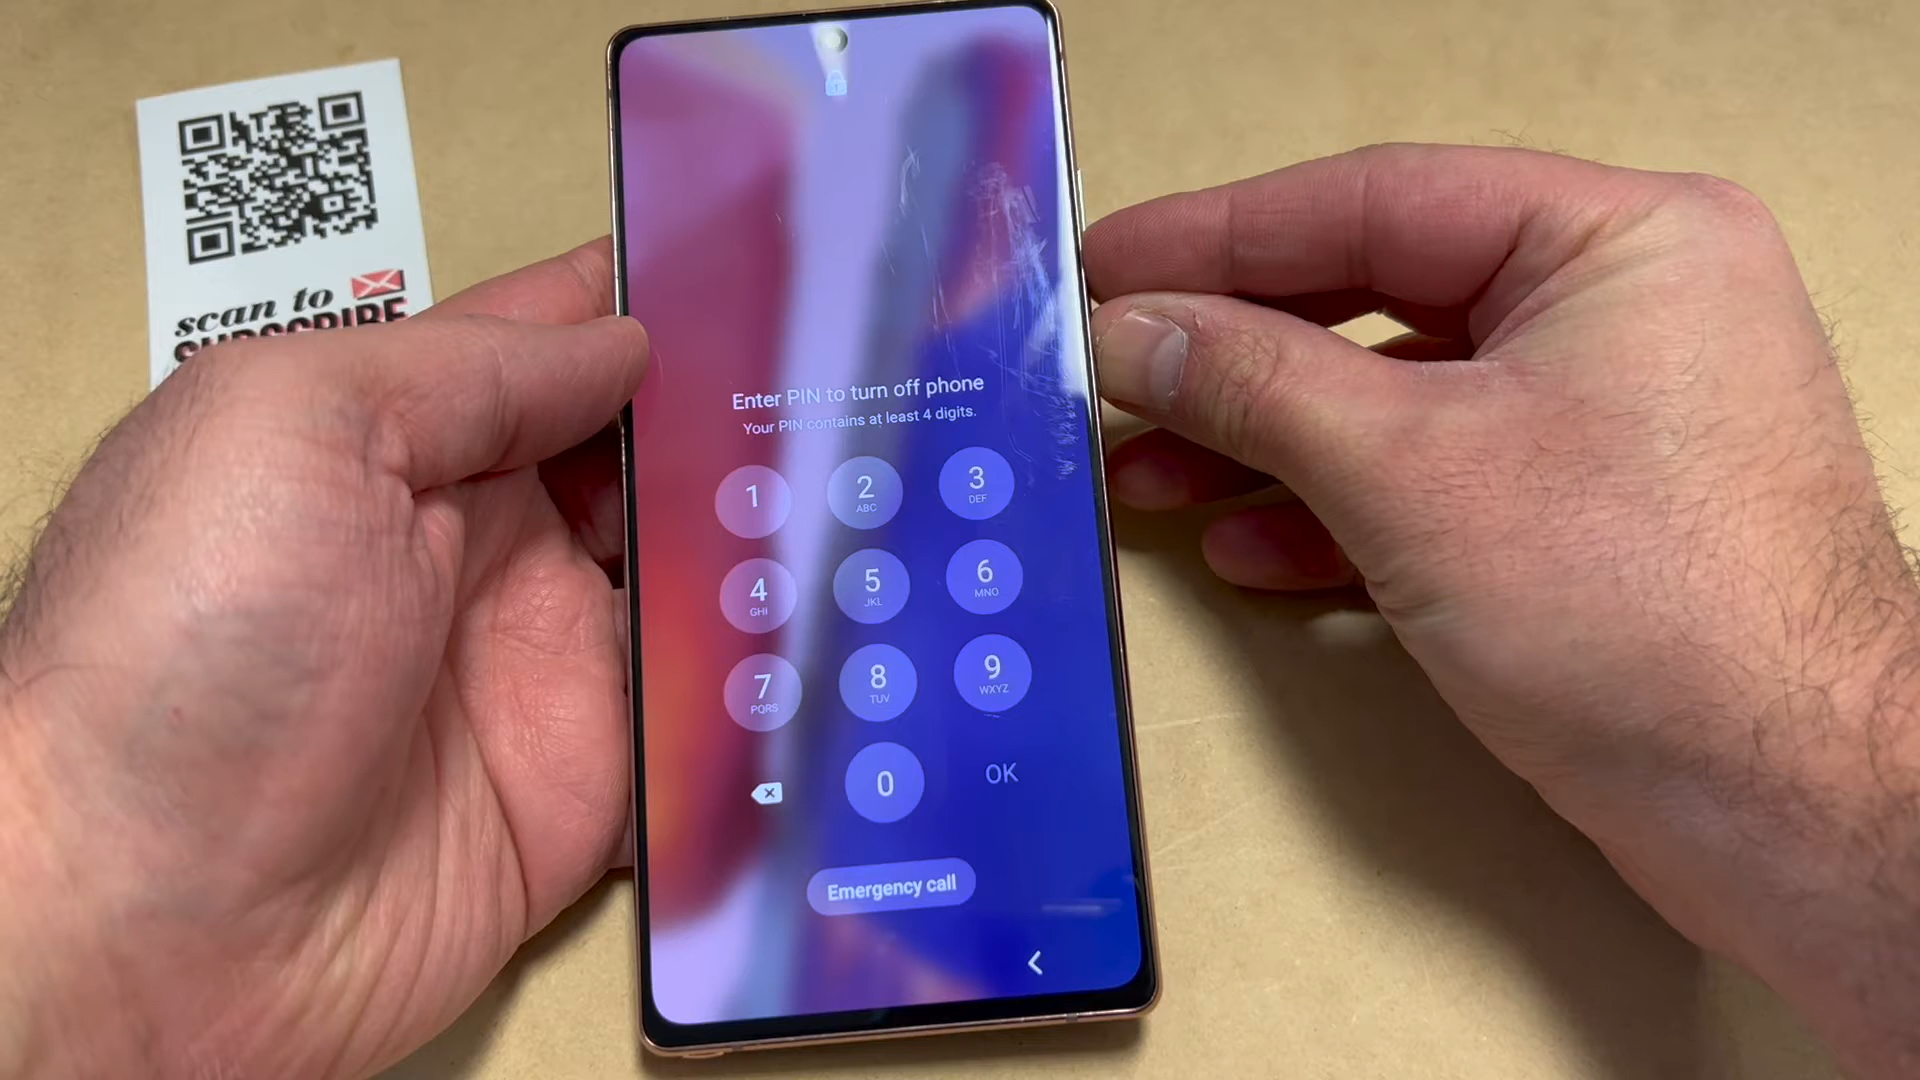 scan to
SUBSCRIBE
Enter PIN to turn off phone
Your PIN contains at least 4 digits.
1
2
ABC
3
DEF
4
GHI
5
JKL
6
MNO
7
PQRS
8
TUV
9
WXYZ
0
OK
Emergency call